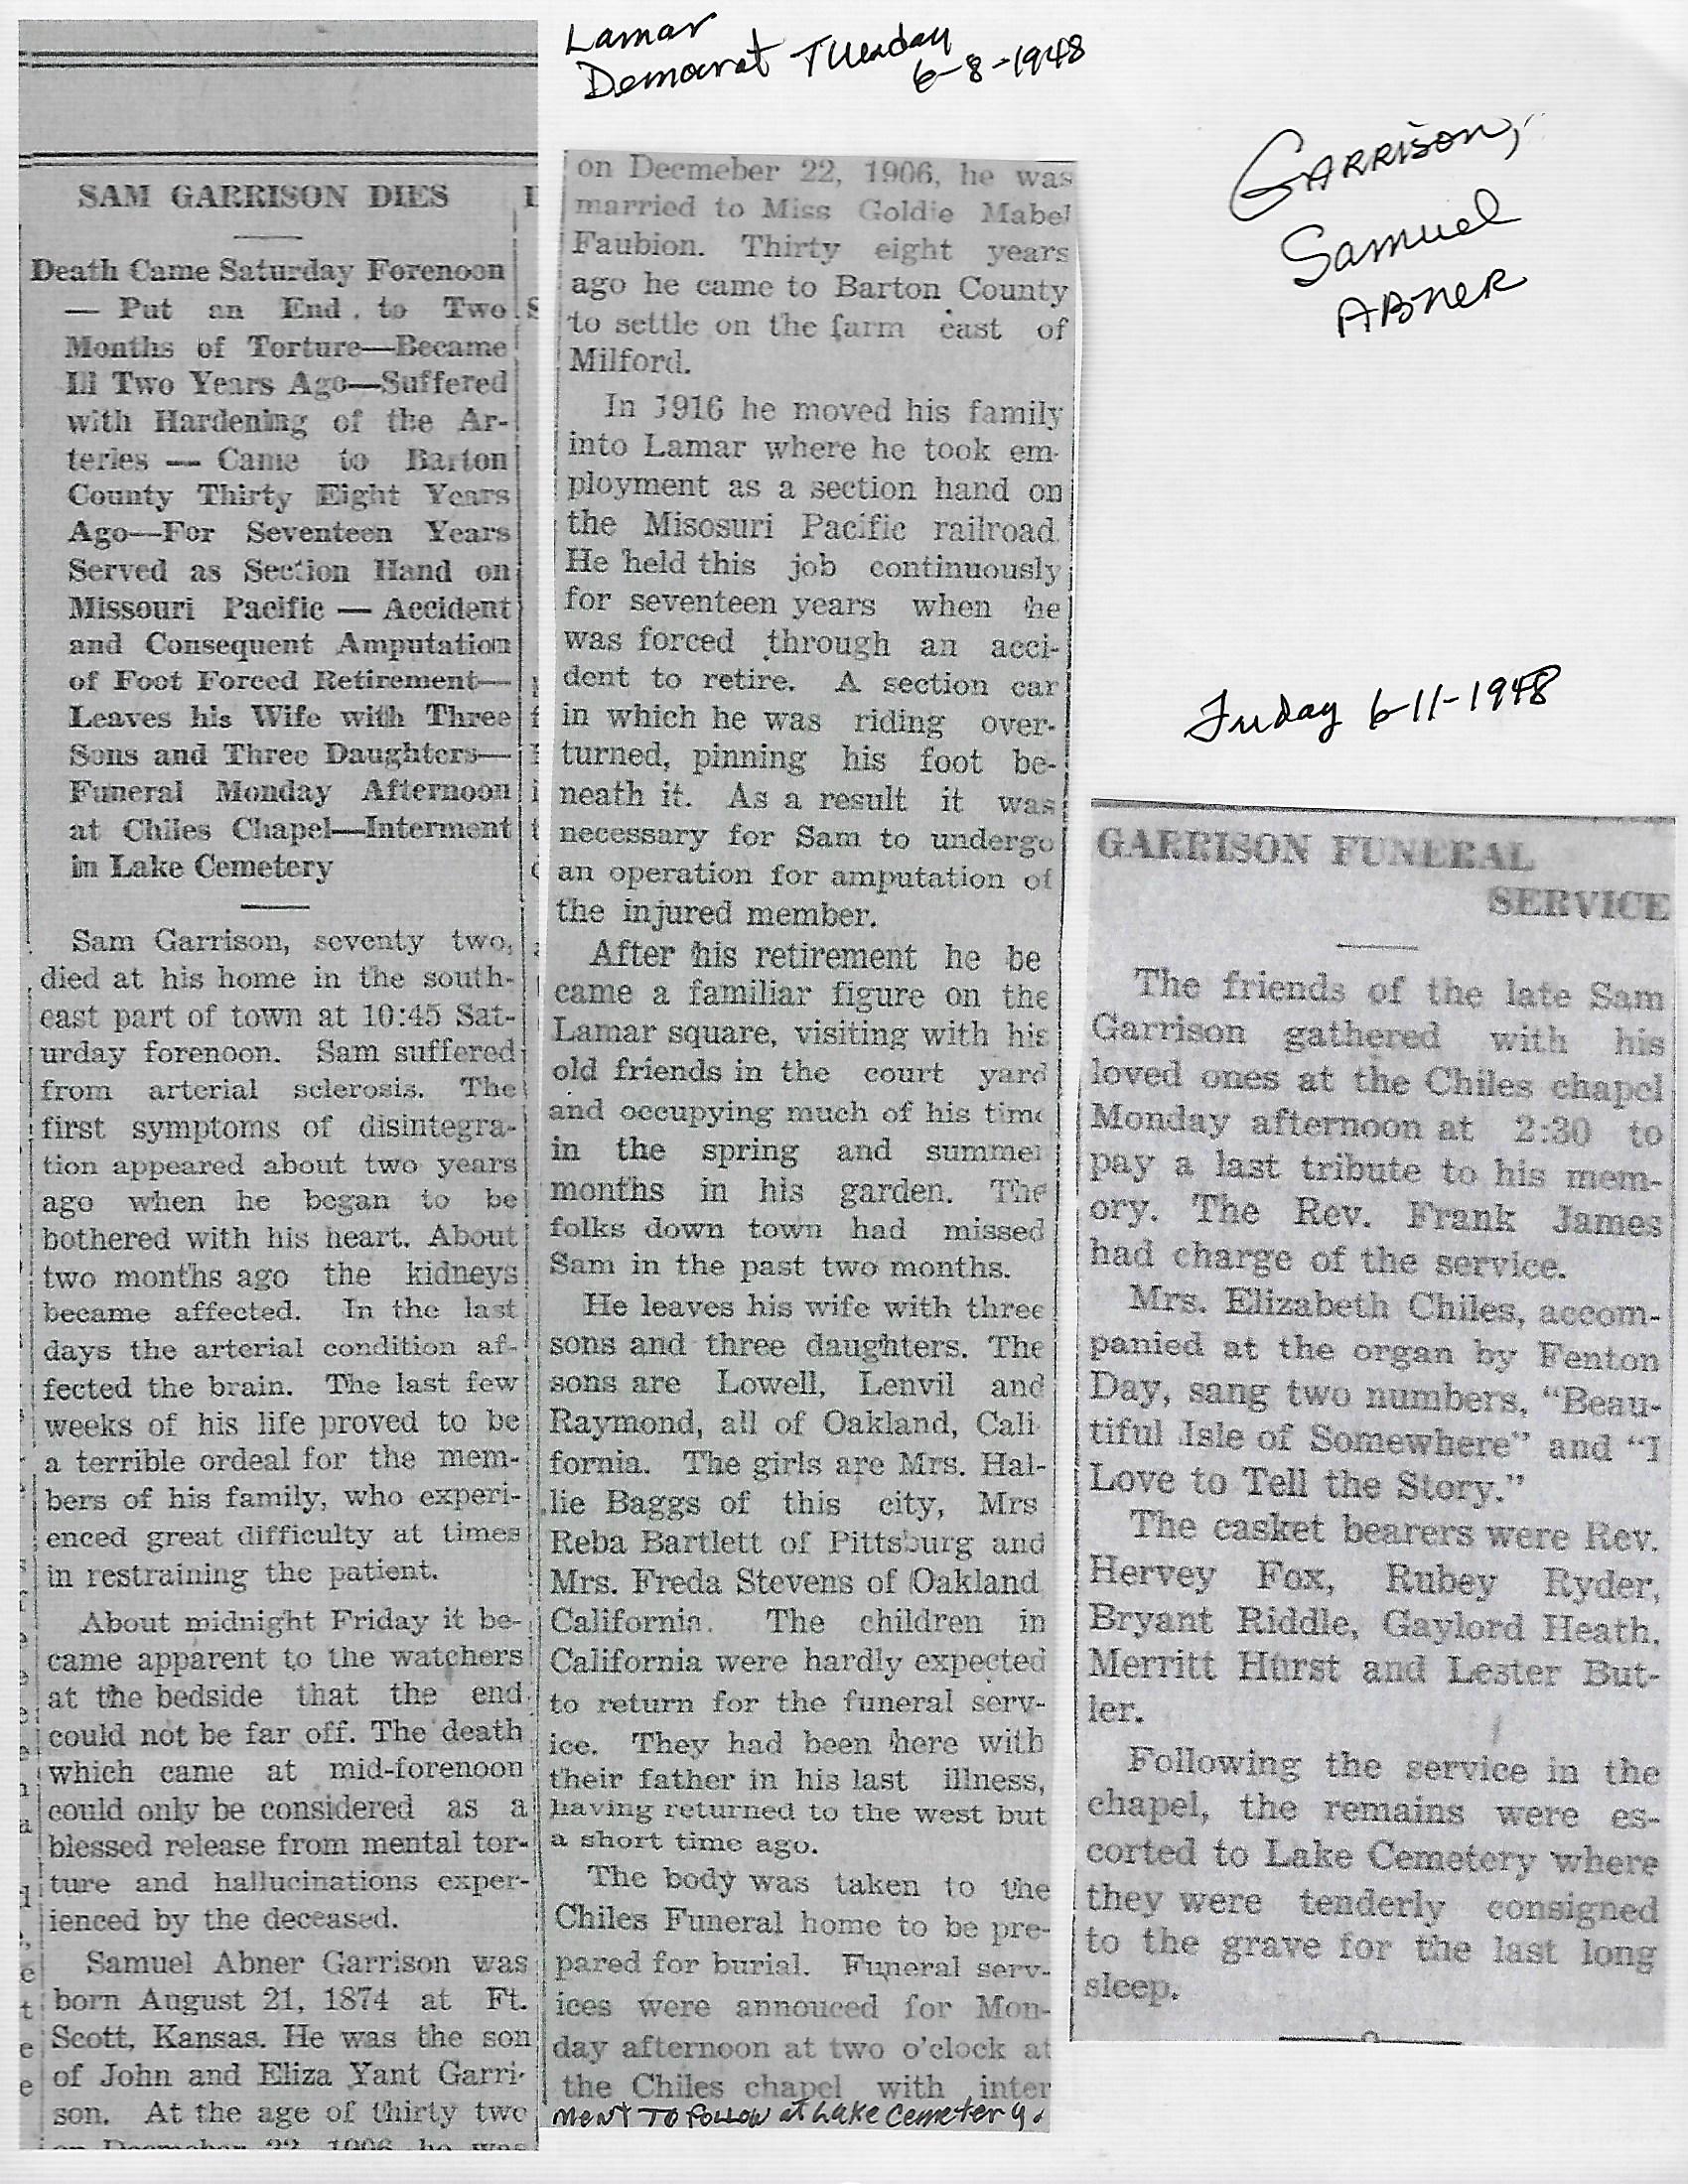 Lamar
Democrat Tuesday
6-8-1948
GARRISON,
Samuel
ABNER
SAM GARRISON DIES
Death Came Saturday Forenoon
— Put an End to Two
Months of Torture—Became
Ill Two Years Ago—Suffered
with Hardening of the Ar-
teries — Came to Barton
County Thirty Eight Years
Ago—For Seventeen Years
Served as Section Hand on
Missouri Pacific — Accident
and Consequent Amputation
of Foot Forced Retirement—
Leaves his Wife with Three
Sons and Three Daughters—
Funeral Monday Afternoon
at Chiles Chapel—Interment
in Lake Cemetery
Sam Garrison, seventy two,
died at his home in the south-
east part of town at 10:45 Sat-
urday forenoon. Sam suffered
from arterial sclerosis. The
first symptoms of disintegra-
tion appeared about two years
ago when he began to be
bothered with his heart. About
two months ago the kidneys
became affected. In the last
days the arterial condition af-
fected the brain. The last few
weeks of his life proved to be
a terrible ordeal for the mem-
bers of his family, who experi-
enced great difficulty at times
in restraining the patient.
About midnight Friday it be-
came apparent to the watchers
at the bedside that the end
could not be far off. The death
which came at mid-forenoon
could only be considered as a
blessed release from mental tor-
ture and hallucinations exper-
ienced by the deceased.
Samuel Abner Garrison was
born August 21, 1874 at Ft.
Scott, Kansas. He was the son
of John and Eliza Yant Garri-
son. At the age of thirty two
on Decmeber 22, 1906, he was
on Decmeber 22, 1906, he was
married to Miss Goldie Mabel
Faubion. Thirty eight years
ago he came to Barton County
to settle on the farm east of
Milford.
In 1916 he moved his family
into Lamar where he took em-
ployment as a section hand on
the Misosuri Pacific railroad.
He held this job continuously
for seventeen years when he
was forced through an acci-
dent to retire. A section car
in which he was riding over-
turned, pinning his foot be-
neath it. As a result it was
necessary for Sam to undergo
an operation for amputation of
the injured member.
After his retirement he be
came a familiar figure on the
Lamar square, visiting with his
old friends in the court yard
and occupying much of his time
in the spring and summer
months in his garden. The
folks down town had missed
Sam in the past two months.
He leaves his wife with three
sons and three daughters. The
sons are Lowell, Lenvil and
Raymond, all of Oakland, Cali
fornia. The girls are Mrs. Hal-
lie Baggs of this city, Mrs
Reba Bartlett of Pittsburg and
Mrs. Freda Stevens of Oakland
California. The children in
California were hardly expected
to return for the funeral serv-
ice. They had been here with
their father in his last illness,
having returned to the west but
a short time ago.
The body was taken to the
Chiles Funeral home to be pre-
pared for burial. Funeral serv-
ices were annouced for Mon-
day afternoon at two o'clock at
the Chiles chapel with inter
MENT TO FOLLOW at Lake Cemetery.
Friday 6-11-1948
GARRISON FUNERAL
SERVICE
The friends of the late Sam
Garrison gathered with his
loved ones at the Chiles chapel
Monday afternoon at 2:30 to
pay a last tribute to his mem-
ory. The Rev. Frank James
had charge of the service.
Mrs. Elizabeth Chiles, accom-
panied at the organ by Fenton
Day, sang two numbers, "Beau-
tiful Isle of Somewhere" and "I
Love to Tell the Story."
The casket bearers were Rev.
Hervey Fox, Rubey Ryder,
Bryant Riddle, Gaylord Heath,
Merritt Hurst and Lester But-
ler.
Following the service in the
chapel, the remains were es-
corted to Lake Cemetery where
they were tenderly consigned
to the grave for the last long
sleep.